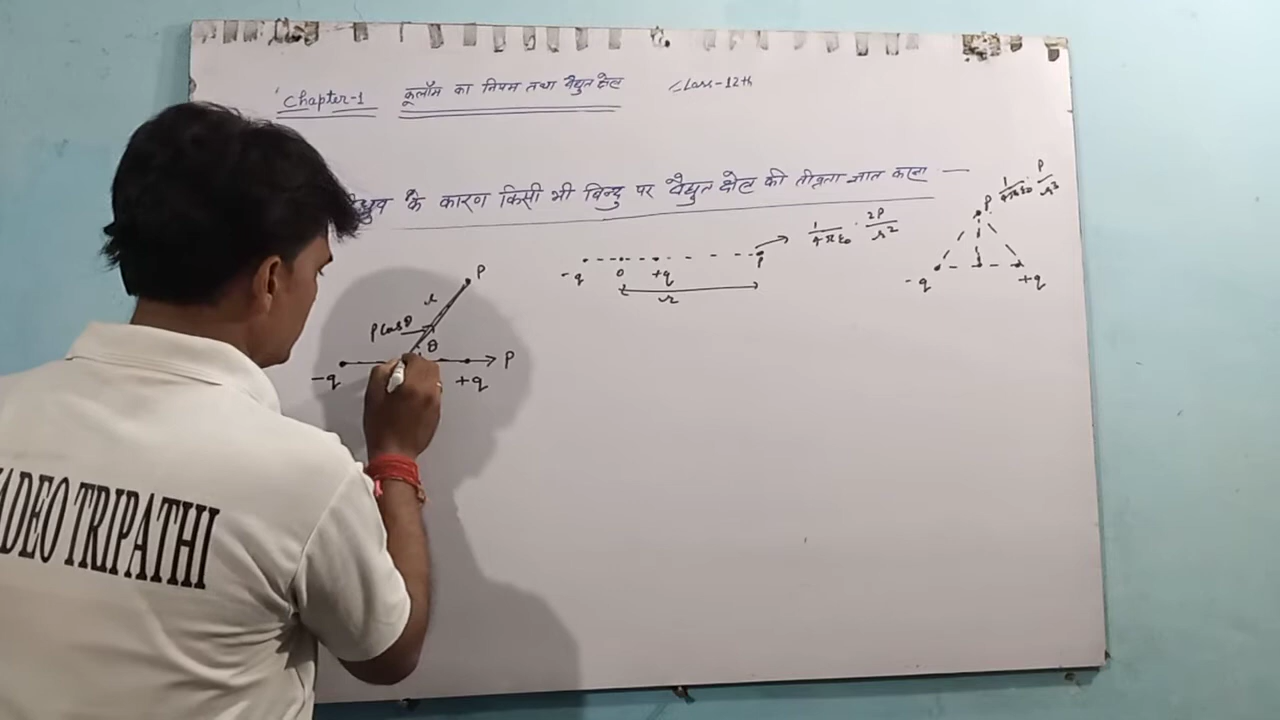 Chapter-1 कूलॉम का नियम तथा वैद्युत क्षेत्र Class-12th
के कारण किसी भी बिन्दु पर वैद्युत क्षेत्र की तीव्रता ज्ञात करना —
P
r
Pcosθ
θ
P
-q +q
-q O +q P
r
1/4πε0 · 2P/r2
P 1/4πε0 · P/r3
-q +q
ADEO TRIPATHI